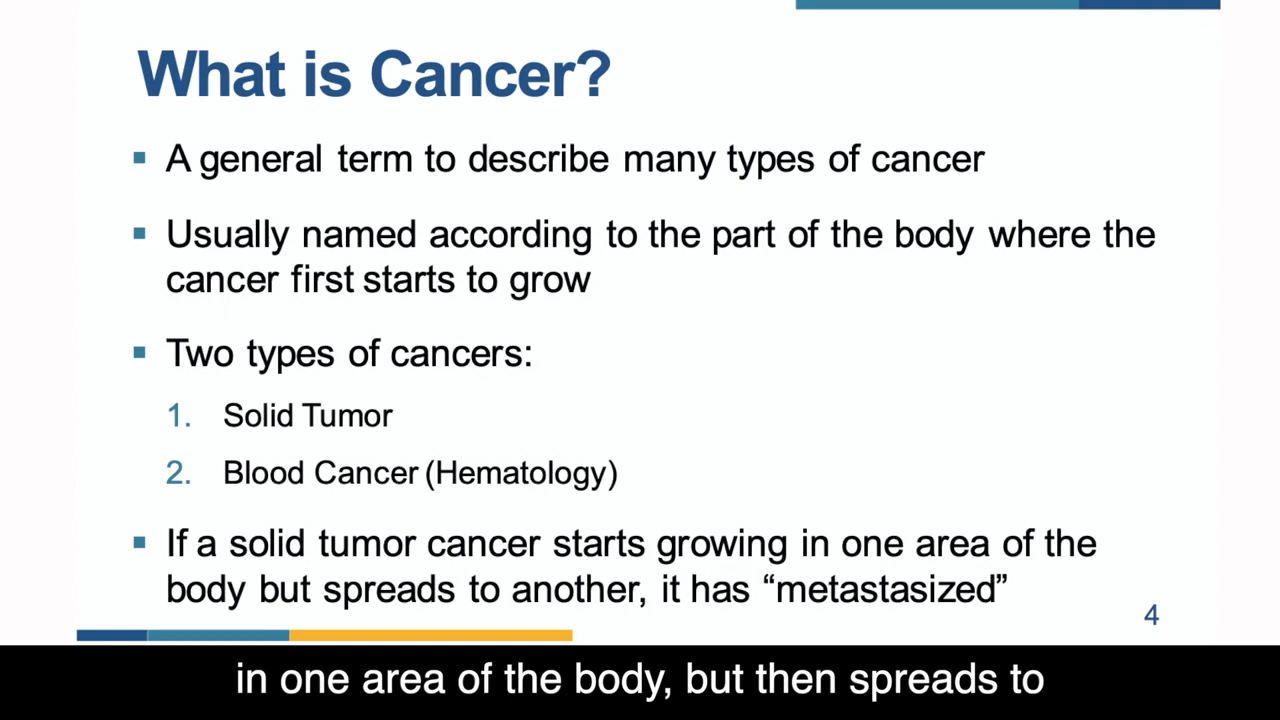 What is Cancer?
▪ A general term to describe many types of cancer
▪ Usually named according to the part of the body where the
cancer first starts to grow
▪ Two types of cancers:
1. Solid Tumor
2. Blood Cancer (Hematology)
▪ If a solid tumor cancer starts growing in one area of the
body but spreads to another, it has “metastasized”
4
in one area of the body, but then spreads to